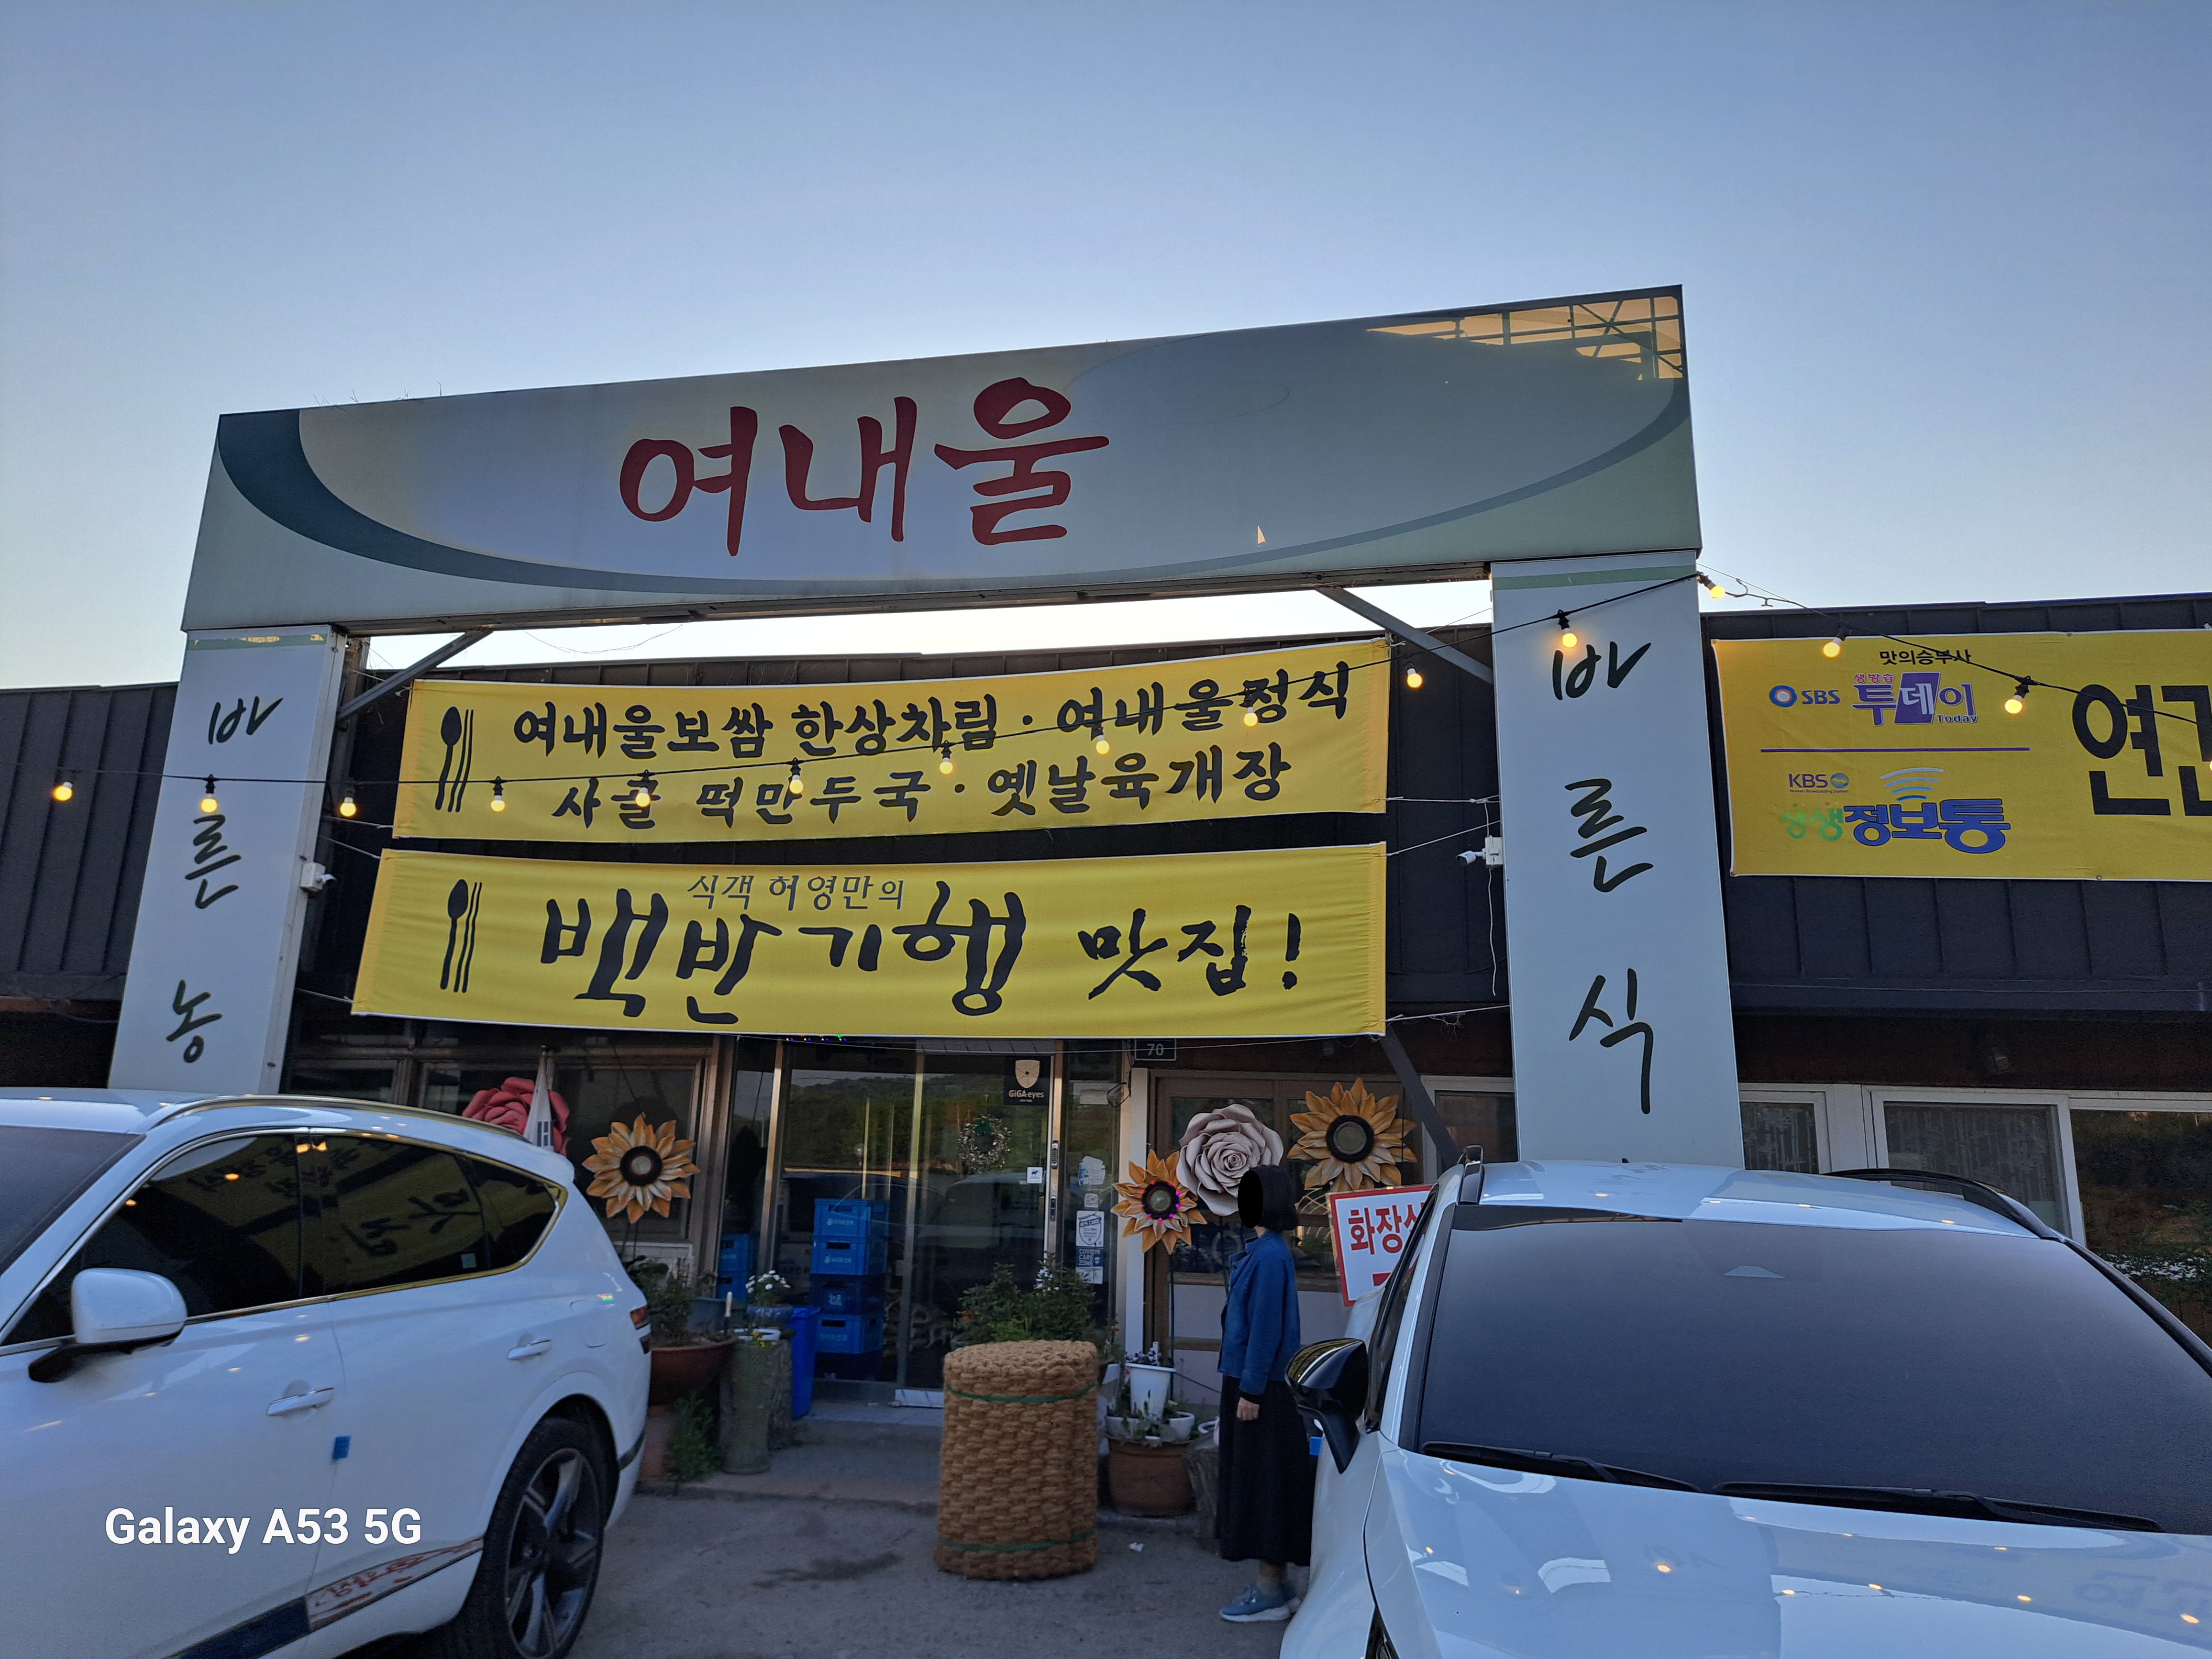 여내울
바른농
바른식
여내울보쌈 한상차림 · 여내울정식
사골 떡만두국 · 옛날육개장
식객 허영만의
백반기행 맛집!
맛의승부사
SBS 생방송 투데이 Today
KBS
생생정보통
연
70
GiGAeyes
화장
Galaxy A53 5G